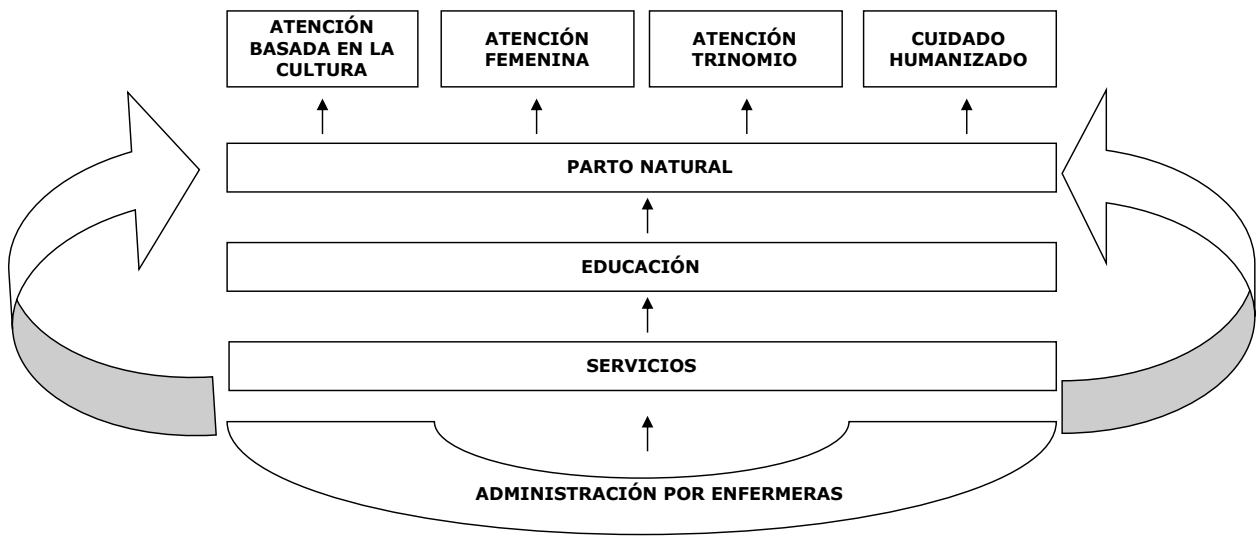 ATENCIÓN
BASADA EN LA
CULTURA
ATENCIÓN
FEMENINA
ATENCIÓN
TRINOMIO
CUIDADO
HUMANIZADO
PARTO NATURAL
EDUCACIÓN
SERVICIOS
ADMINISTRACIÓN POR ENFERMERAS